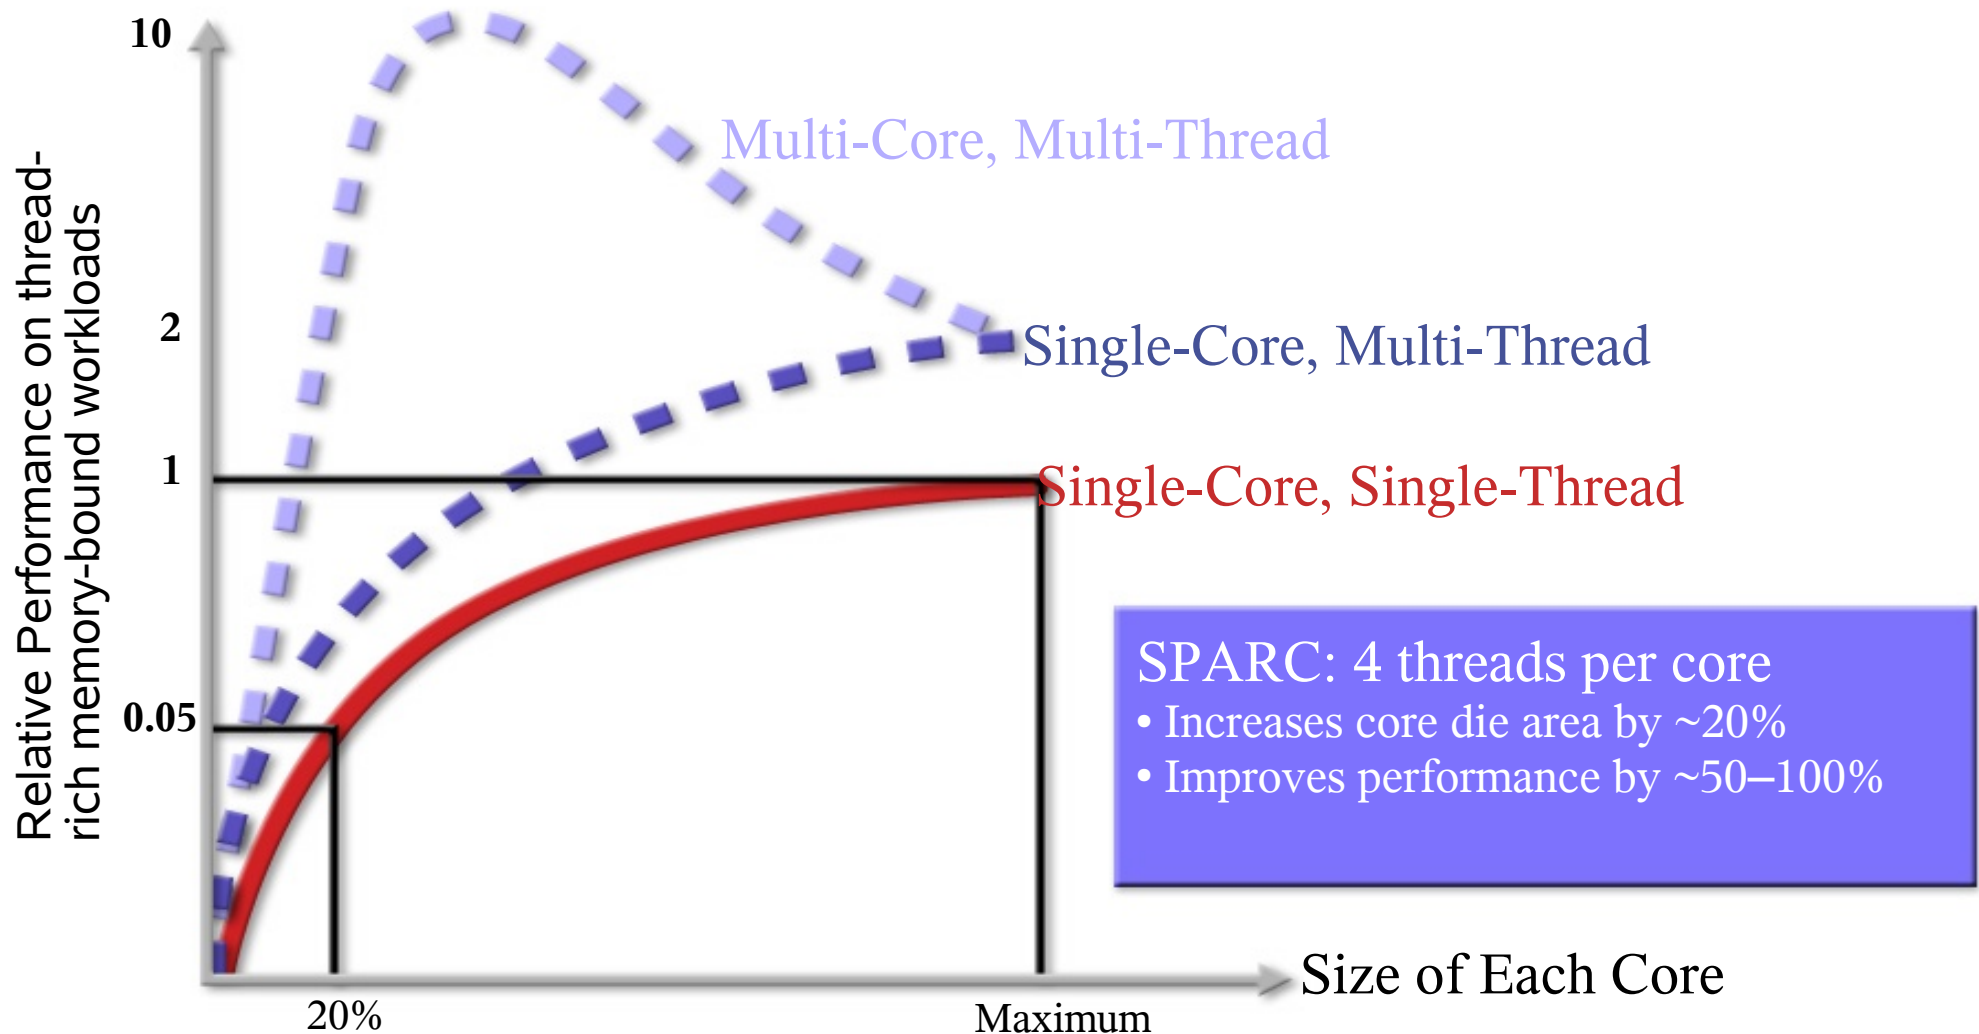 10
Multi-Core, Multi-Thread
Relative Performance on thread-
rich memory-bound workloads
2
Single-Core, Multi-Thread
1
Single-Core, Single-Thread
0.05
SPARC: 4 threads per core
• Increases core die area by ~20%
• Improves performance by ~50–100%
Size of Each Core
20%
Maximum